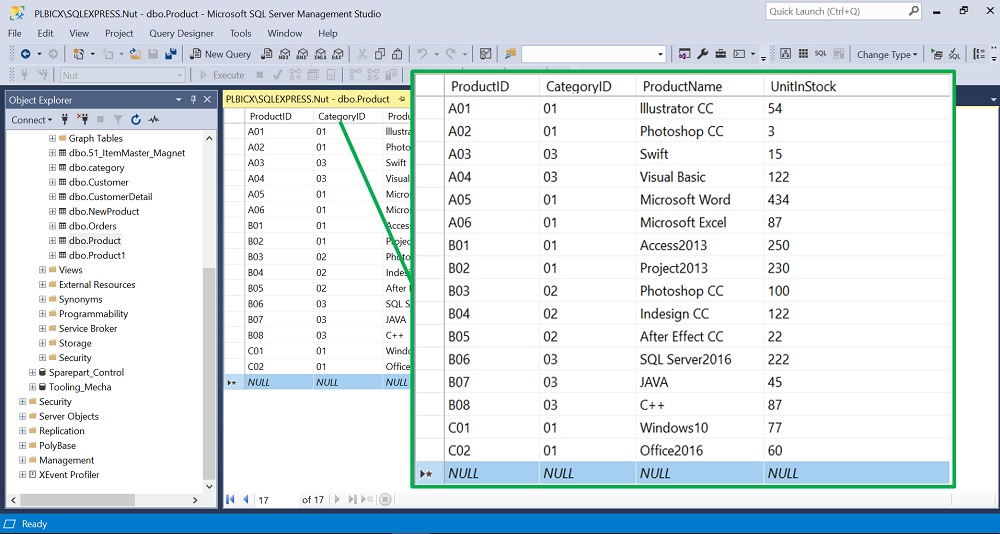 PLBICX\SQLEXPRESS.Nut - dbo.Product - Microsoft SQL Server Management Studio
Quick Launch (Ctrl+Q)
File Edit View Project Query Designer Tools Window Help
New Query MDX DMX XMLA DAX SQL Change Type SQL
Nut Execute
Object Explorer
Connect
Graph Tables
dbo.51_ItemMaster_Magnet
dbo.category
dbo.Customer
dbo.CustomerDetail
dbo.NewProduct
dbo.Orders
dbo.Product
dbo.Product1
Views
External Resources
Synonyms
Programmability
Service Broker
Storage
Security
Sparepart_Control
Tooling_Mecha
Security
Server Objects
Replication
PolyBase
Management
XEvent Profiler
PLBICX\SQLEXPRESS.Nut - dbo.Product
ProductID CategoryID Produ
A01 01 Illustra
A02 01 Photo
A03 03 Swift
A04 03 Visual
A05 01 Micros
A06 01 Micros
B01 01 Access
B02 01 Project
B03 02 Photo
B04 02 Indesi
B05 02 After E
B06 03 SQL S
B07 03 JAVA
B08 03 C++
C01 01 Windo
C02 01 Office
NULL NULL NULL
17 of 17
ProductID CategoryID ProductName UnitInStock
A01 01 Illustrator CC 54
A02 01 Photoshop CC 3
A03 03 Swift 15
A04 03 Visual Basic 122
A05 01 Microsoft Word 434
A06 01 Microsoft Excel 87
B01 01 Access2013 250
B02 01 Project2013 230
B03 02 Photoshop CC 100
B04 02 Indesign CC 122
B05 02 After Effect CC 22
B06 03 SQL Server2016 222
B07 03 JAVA 45
B08 03 C++ 87
C01 01 Windows10 77
C02 01 Office2016 60
NULL NULL NULL NULL
Ready